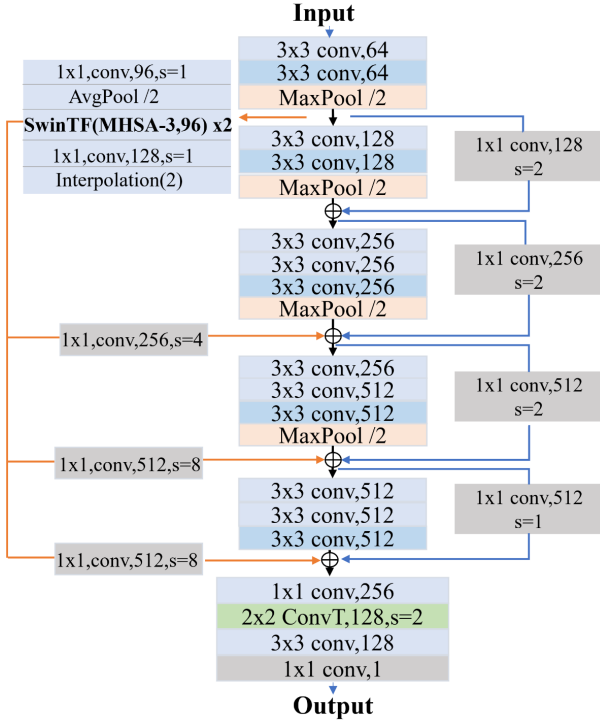 Input
3x3 conv,64
3x3 conv,64
MaxPool /2
1x1,conv,96,s=1
AvgPool /2
SwinTF(MHSA-3,96) x2
1x1,conv,128,s=1
Interpolation(2)
3x3 conv,128
3x3 conv,128
MaxPool /2
1x1 conv,128
s=2
3x3 conv,256
3x3 conv,256
3x3 conv,256
MaxPool /2
1x1 conv,256
s=2
1x1,conv,256,s=4
3x3 conv,256
3x3 conv,512
3x3 conv,512
MaxPool /2
1x1 conv,512
s=2
1x1,conv,512,s=8
3x3 conv,512
3x3 conv,512
3x3 conv,512
1x1 conv,512
s=1
1x1,conv,512,s=8
1x1 conv,256
2x2 ConvT,128,s=2
3x3 conv,128
1x1 conv,1
Output